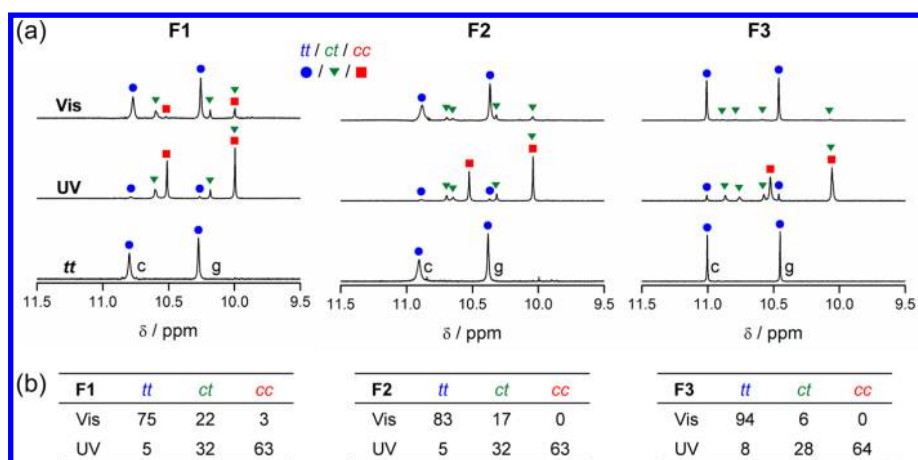 (a) F1 F2 F3
tt / ct / cc
/ /
Vis
UV
tt
c g c g c g
11.5 11.0 10.5 10.0 9.5 11.5 11.0 10.5 10.0 9.5 11.5 11.0 10.5 10.0 9.5
δ / ppm δ / ppm δ / ppm
(b)
F1 tt ct cc
Vis 75 22 3
UV 5 32 63
F2 tt ct cc
Vis 83 17 0
UV 5 32 63
F3 tt ct cc
Vis 94 6 0
UV 8 28 64